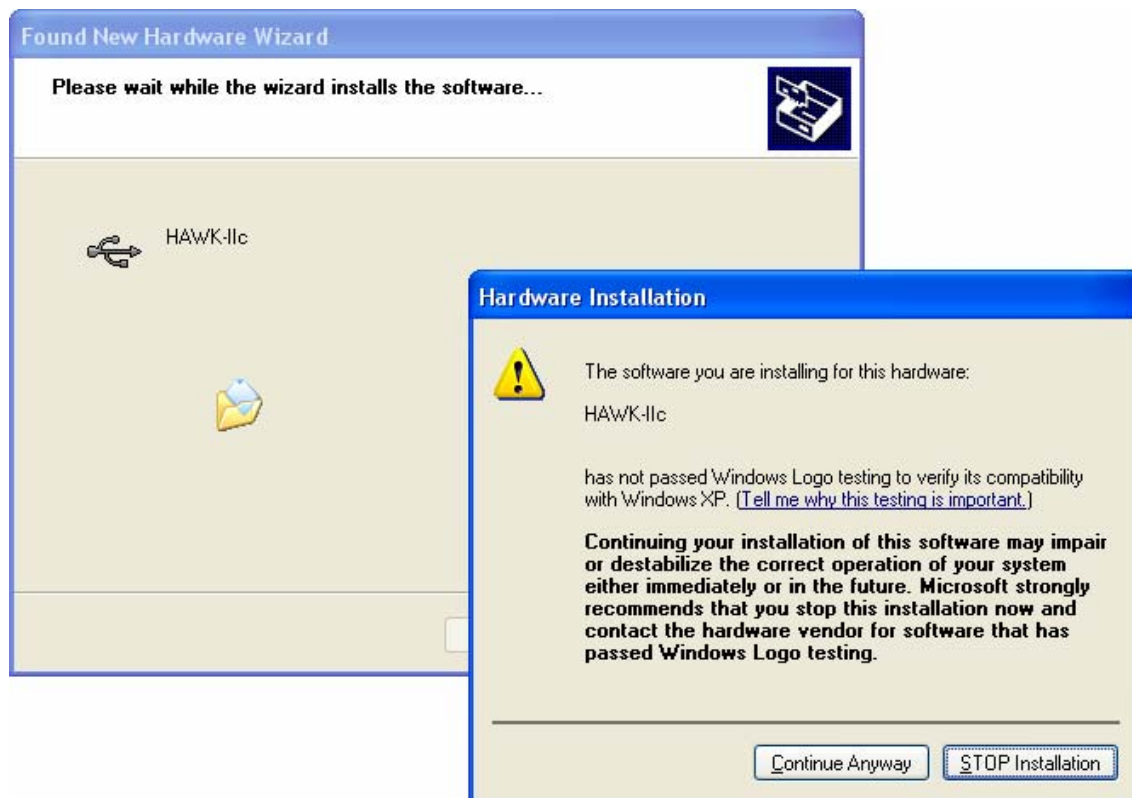 Found New Hardware Wizard
Please wait while the wizard installs the software...
HAWK-IIc
Hardware Installation
The software you are installing for this hardware:
HAWK-IIc
has not passed Windows Logo testing to verify its compatibility
with Windows XP. (Tell me why this testing is important.)
Continuing your installation of this software may impair
or destabilize the correct operation of your system
either immediately or in the future. Microsoft strongly
recommends that you stop this installation now and
contact the hardware vendor for software that has
passed Windows Logo testing.
Continue Anyway
STOP Installation